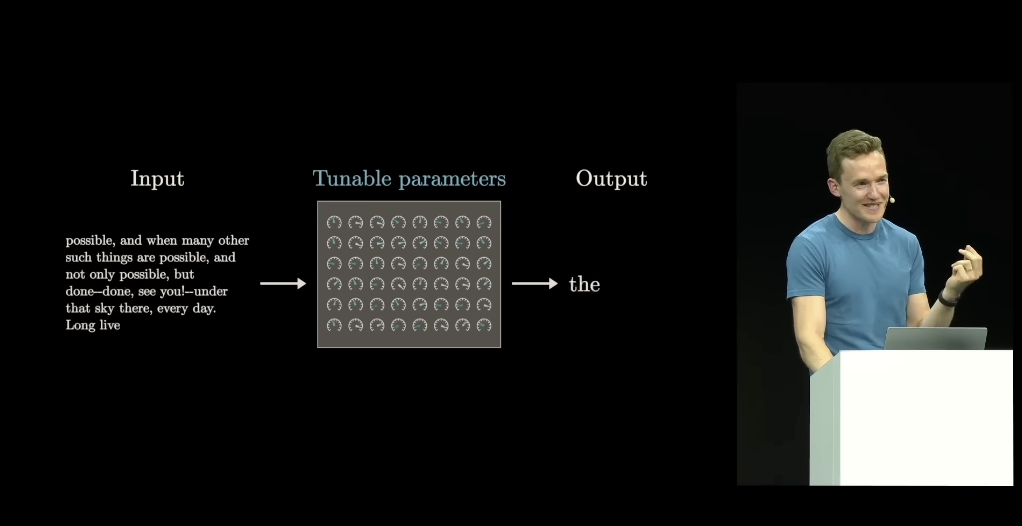 Input
Tunable parameters
Output
possible, and when many other
such things are possible, and
not only possible, but
done--done, see you!--under
that sky there, every day.
Long live
the